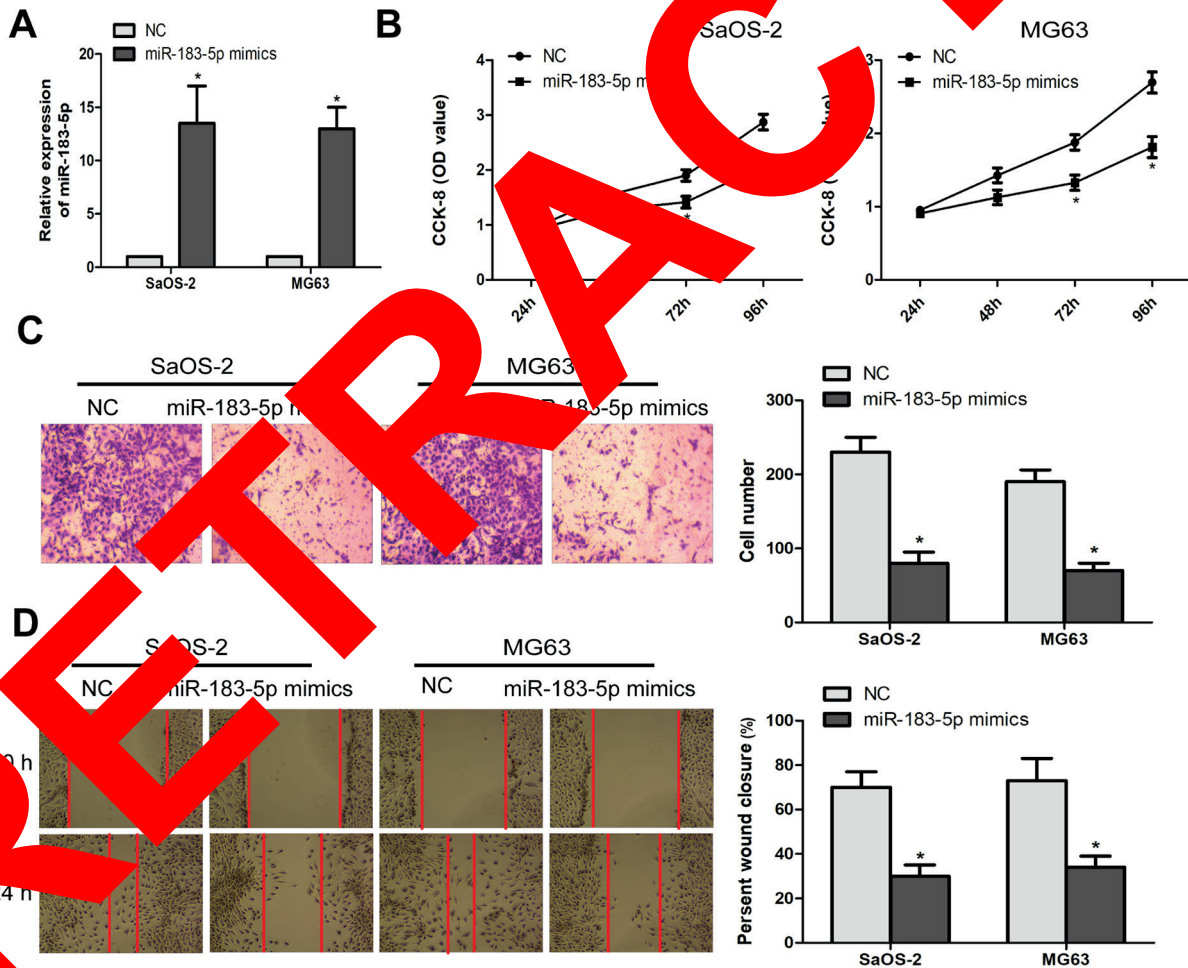 A
NC
miR-183-5p mimics
Relative expression
of miR-183-5p
20
15
10
5
0
*
*
SaOS-2
MG63
B
SaOS-2
NC
miR-183-5p m
CCK-8 (OD value)
4
3
2
1
0
*
24h
72h
96h
MG63
NC
miR-183-5p mimics
CCK-8
3
2
1
0
*
*
24h
48h
72h
96h
C
SaOS-2
MG63
NC
miR-183-5p
miR-183-5p mimics
NC
miR-183-5p mimics
Cell number
300
200
100
0
*
*
SaOS-2
MG63
D
SaOS-2
MG63
NC
miR-183-5p mimics
NC
miR-183-5p mimics
0 h
4 h
NC
miR-183-5p mimics
Persent wound closure (%)
100
80
60
40
20
0
*
*
SaOS-2
MG63
RETRAC